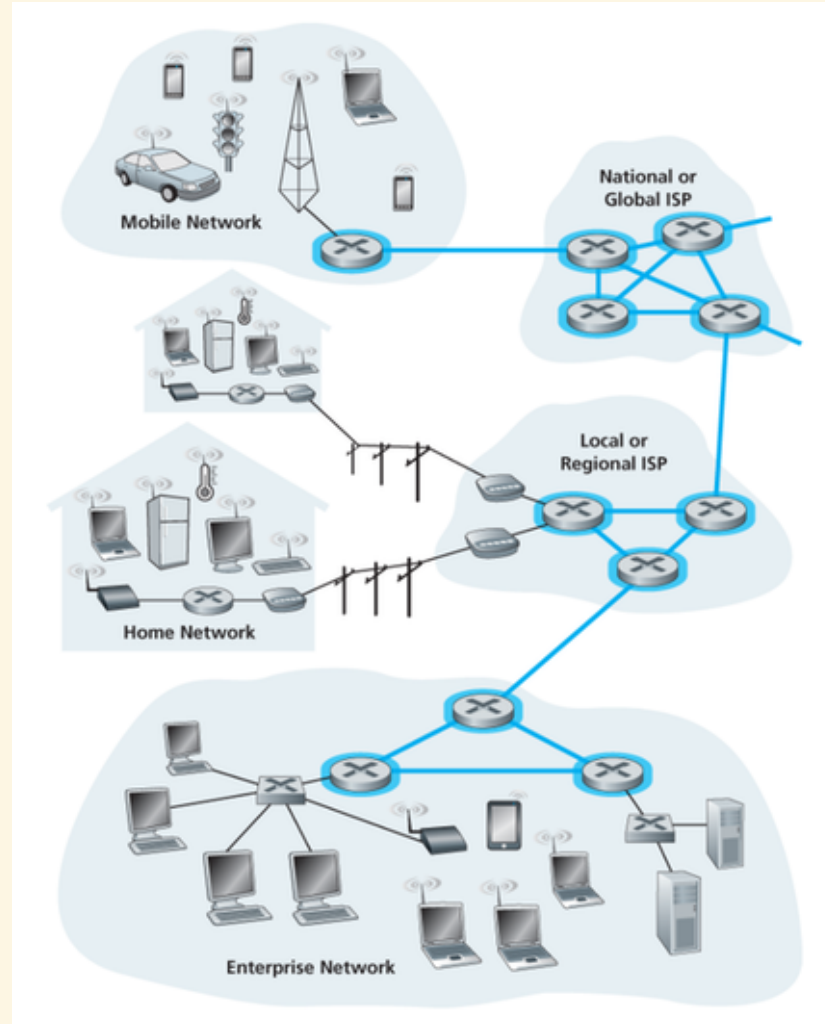 Mobile Network
National or
Global ISP
Local or
Regional ISP
Home Network
Enterprise Network